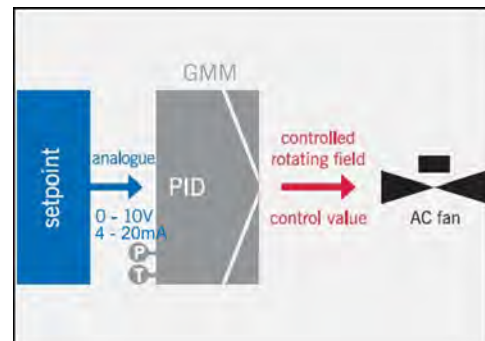 GMM
setpoint
analogue
0 - 10V
4 - 20mA
PID
P
T
controlled
rotating field
control value
AC fan